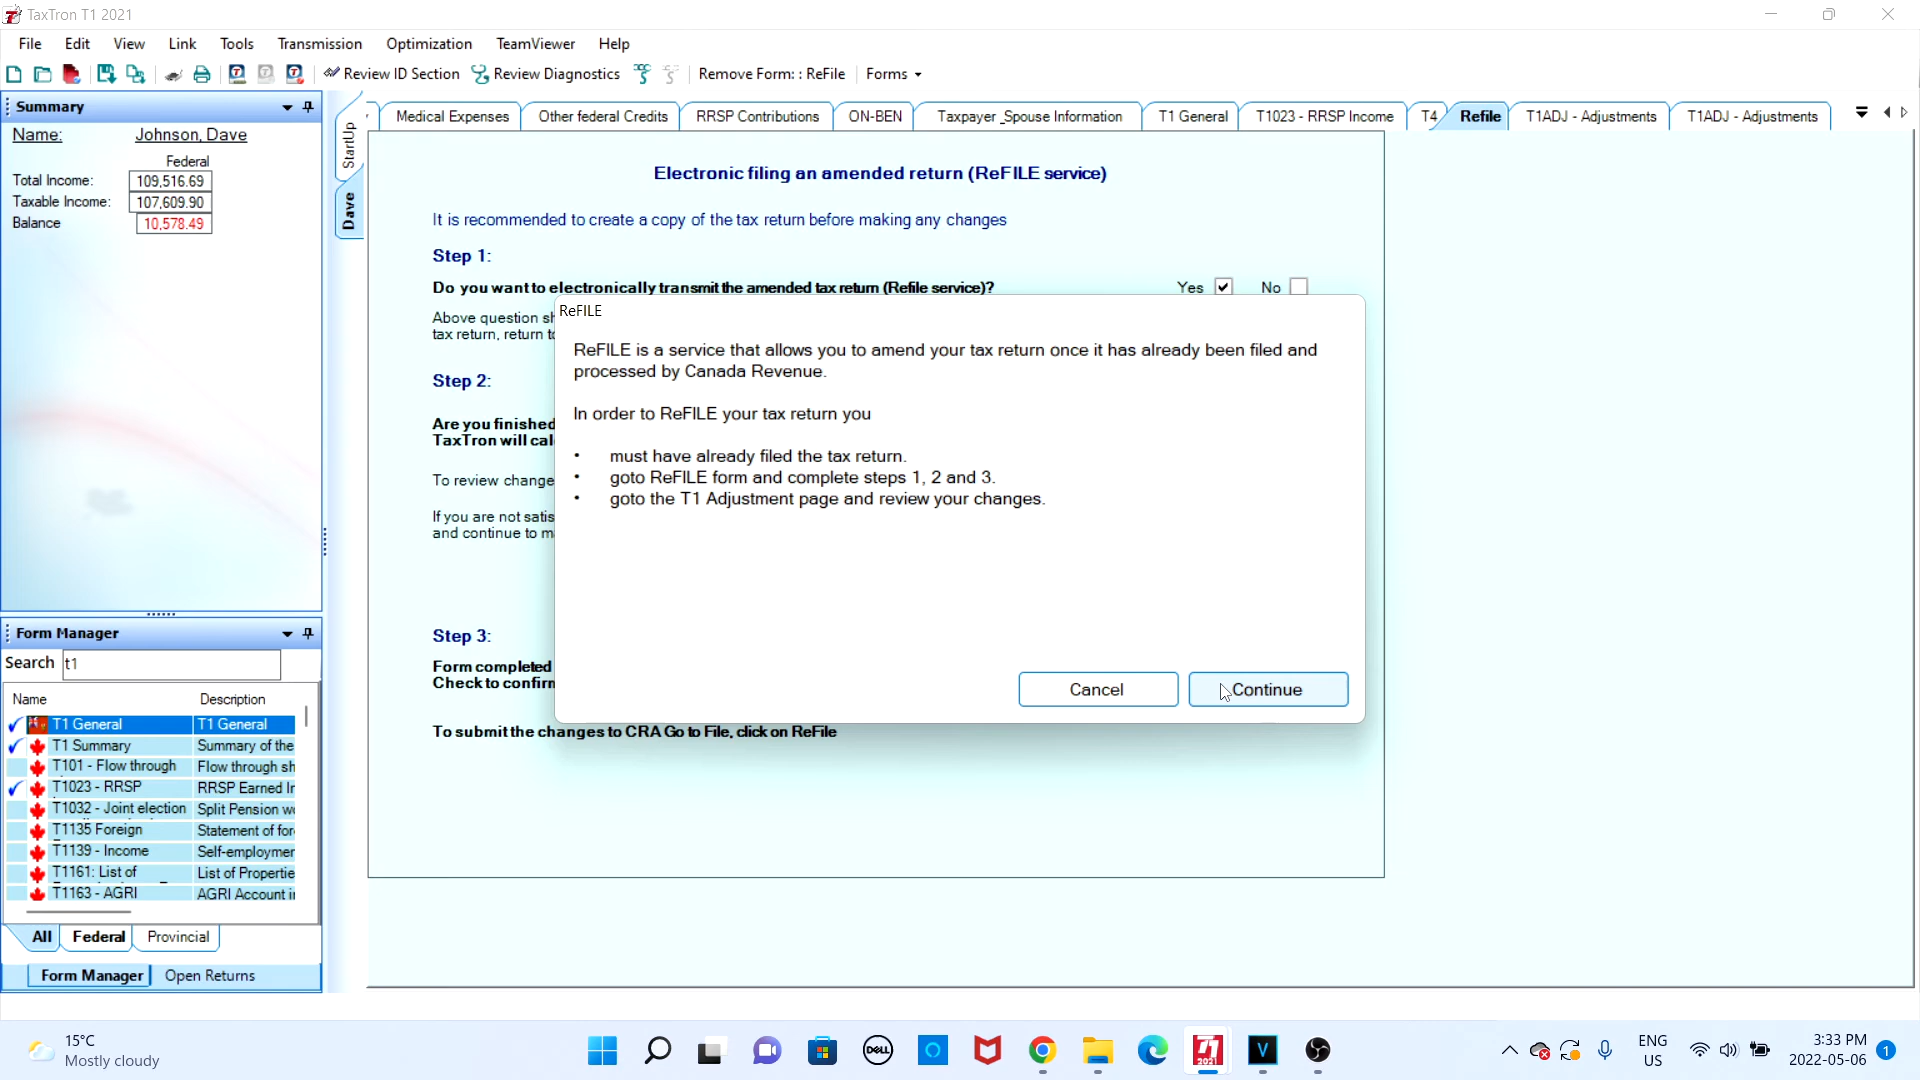 TaxTron T1 2021
File Edit View Link Tools Transmission Optimization TeamViewer Help
Review ID Section Review Diagnostics Remove Form: : ReFile Forms
Summary
Name: Johnson, Dave
Federal
Total Income: 109,516.69
Taxable Income: 107,609.90
Balance 10,578.49
StartUp
Dave
Medical Expenses Other federal Credits RRSP Contributions ON-BEN Taxpayer _Spouse Information T1 General T1023 - RRSP Income T4 Refile T1ADJ - Adjustments T1ADJ - Adjustments
Electronic filing an amended return (ReFILE service)
It is recommended to create a copy of the tax return before making any changes
Step 1:
Do you want to electronically transmit the amended tax return (Refile service)? Yes No
Above question sh
tax return, return to
Step 2:
Are you finished
TaxTron will cal
To review change
If you are not satis
and continue to m
Step 3:
Form completed
Check to confirm
To submit the changes to CRA Go to File, click on ReFile
ReFILE
ReFILE is a service that allows you to amend your tax return once it has already been filed and
processed by Canada Revenue.
In order to ReFILE your tax return you
• must have already filed the tax return.
• goto ReFILE form and complete steps 1, 2 and 3.
• goto the T1 Adjustment page and review your changes.
Cancel Continue
Form Manager
Search t1
Name Description
T1 General T1 General
T1 Summary Summary of the
T101 - Flow through Flow through sh
T1023 - RRSP RRSP Earned In
T1032 - Joint election Split Pension wo
T1135 Foreign Statement of for
T1139 - Income Self-employmer
T1161: List of List of Propertie
T1163 - AGRI AGRI Account in
All Federal Provincial
Form Manager Open Returns
15°C
Mostly cloudy
DELL
T1
2021
V
ENG
US
3:33 PM
2022-05-06
1